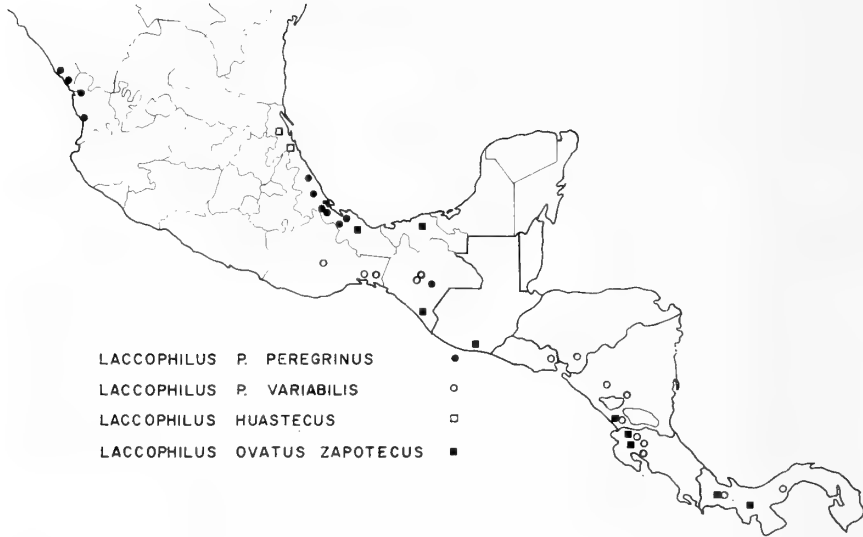 LACCOPHILUS P. PEREGRINUS
LACCOPHILUS P. VARIABILIS
LACCOPHILUS HUASTECUS
LACCOPHILUS OVATUS ZAPOTECUS